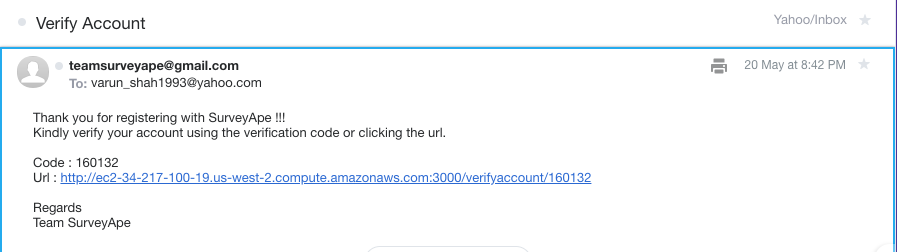 Verify Account
Yahoo/Inbox
teamsurveyape@gmail.com
20 May at 8:42 PM
To: varun_shah1993@yahoo.com
Thank you for registering with SurveyApe !!!
Kindly verify your account using the verification code or clicking the url.
Code : 160132
Url : http://ec2-34-217-100-19.us-west-2.compute.amazonaws.com:3000/verifyaccount/160132
Regards
Team SurveyApe